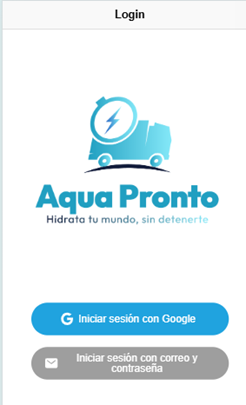 Login
Aqua Pronto
Hidrata tu mundo, sin detenerte
Iniciar sesión con Google
Iniciar sesión con correo y
contraseña